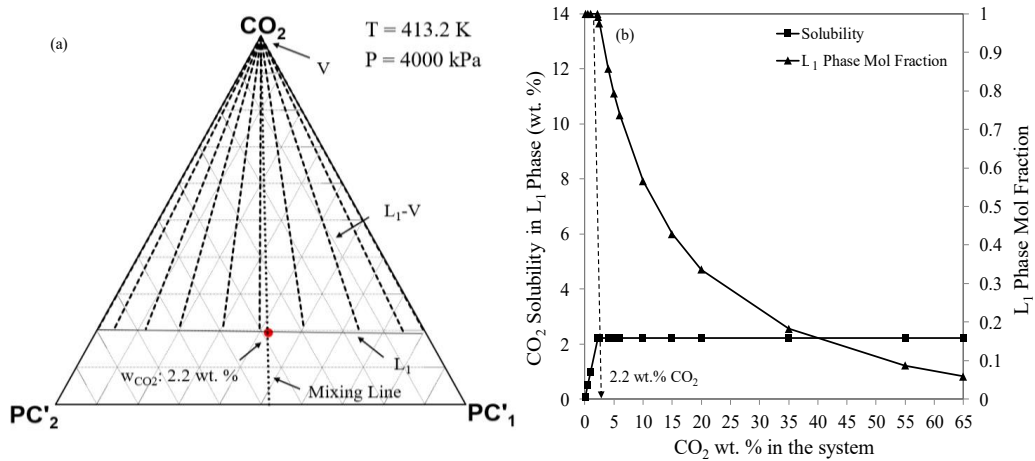 (a)
CO2
T = 413.2 K
P = 4000 kPa
V
L1-V
L1
wCO2: 2.2 wt. %
Mixing Line
PC'2
PC'1
(b)
Solubility
L1 Phase Mol Fraction
CO2 Solubility in L1 Phase (wt. %)
14
12
10
8
6
4
2
0
2.2 wt.% CO2
0 5 10 15 20 25 30 35 40 45 50 55 60 65
CO2 wt. % in the system
1
0.9
0.8
0.7
0.6
0.5
0.4
0.3
0.2
0.1
0
L1 Phase Mol Fraction